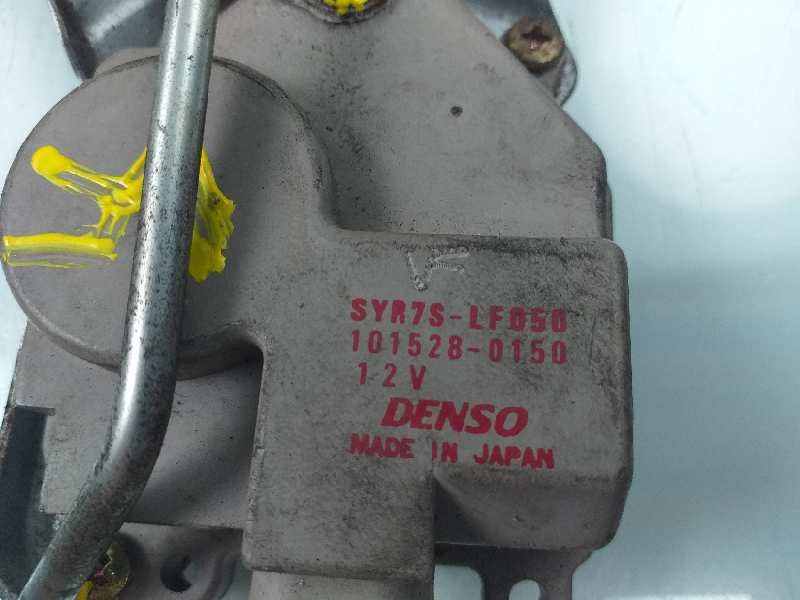 SYR7S-LF050
101528-0150
12V
DENSO
MADE IN JAPAN